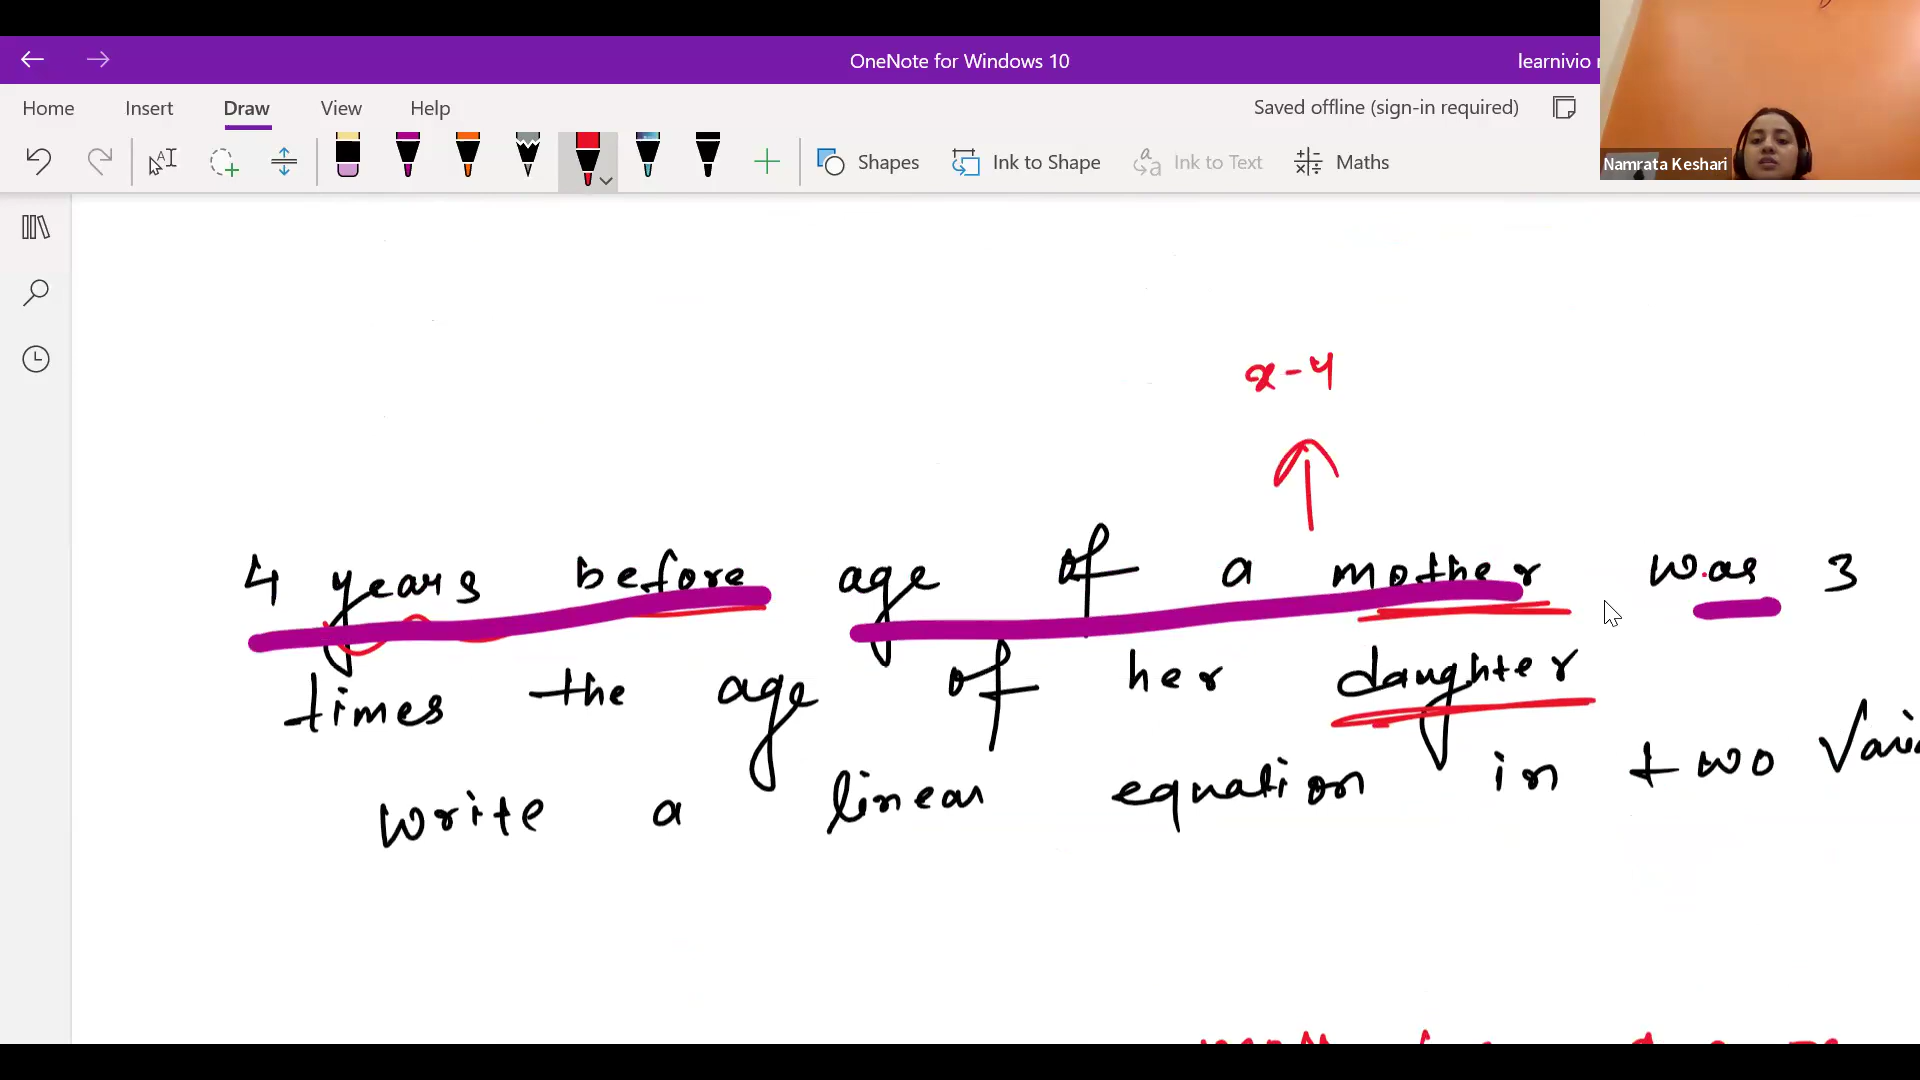 OneNote for Windows 10
learnivio
Home Insert Draw View Help
Saved offline (sign-in required)
Shapes Ink to Shape Ink to Text Maths
Namrata Keshari
x-4
4 years before age of a mother was 3
times the age of her daughter
write a linear equation in two